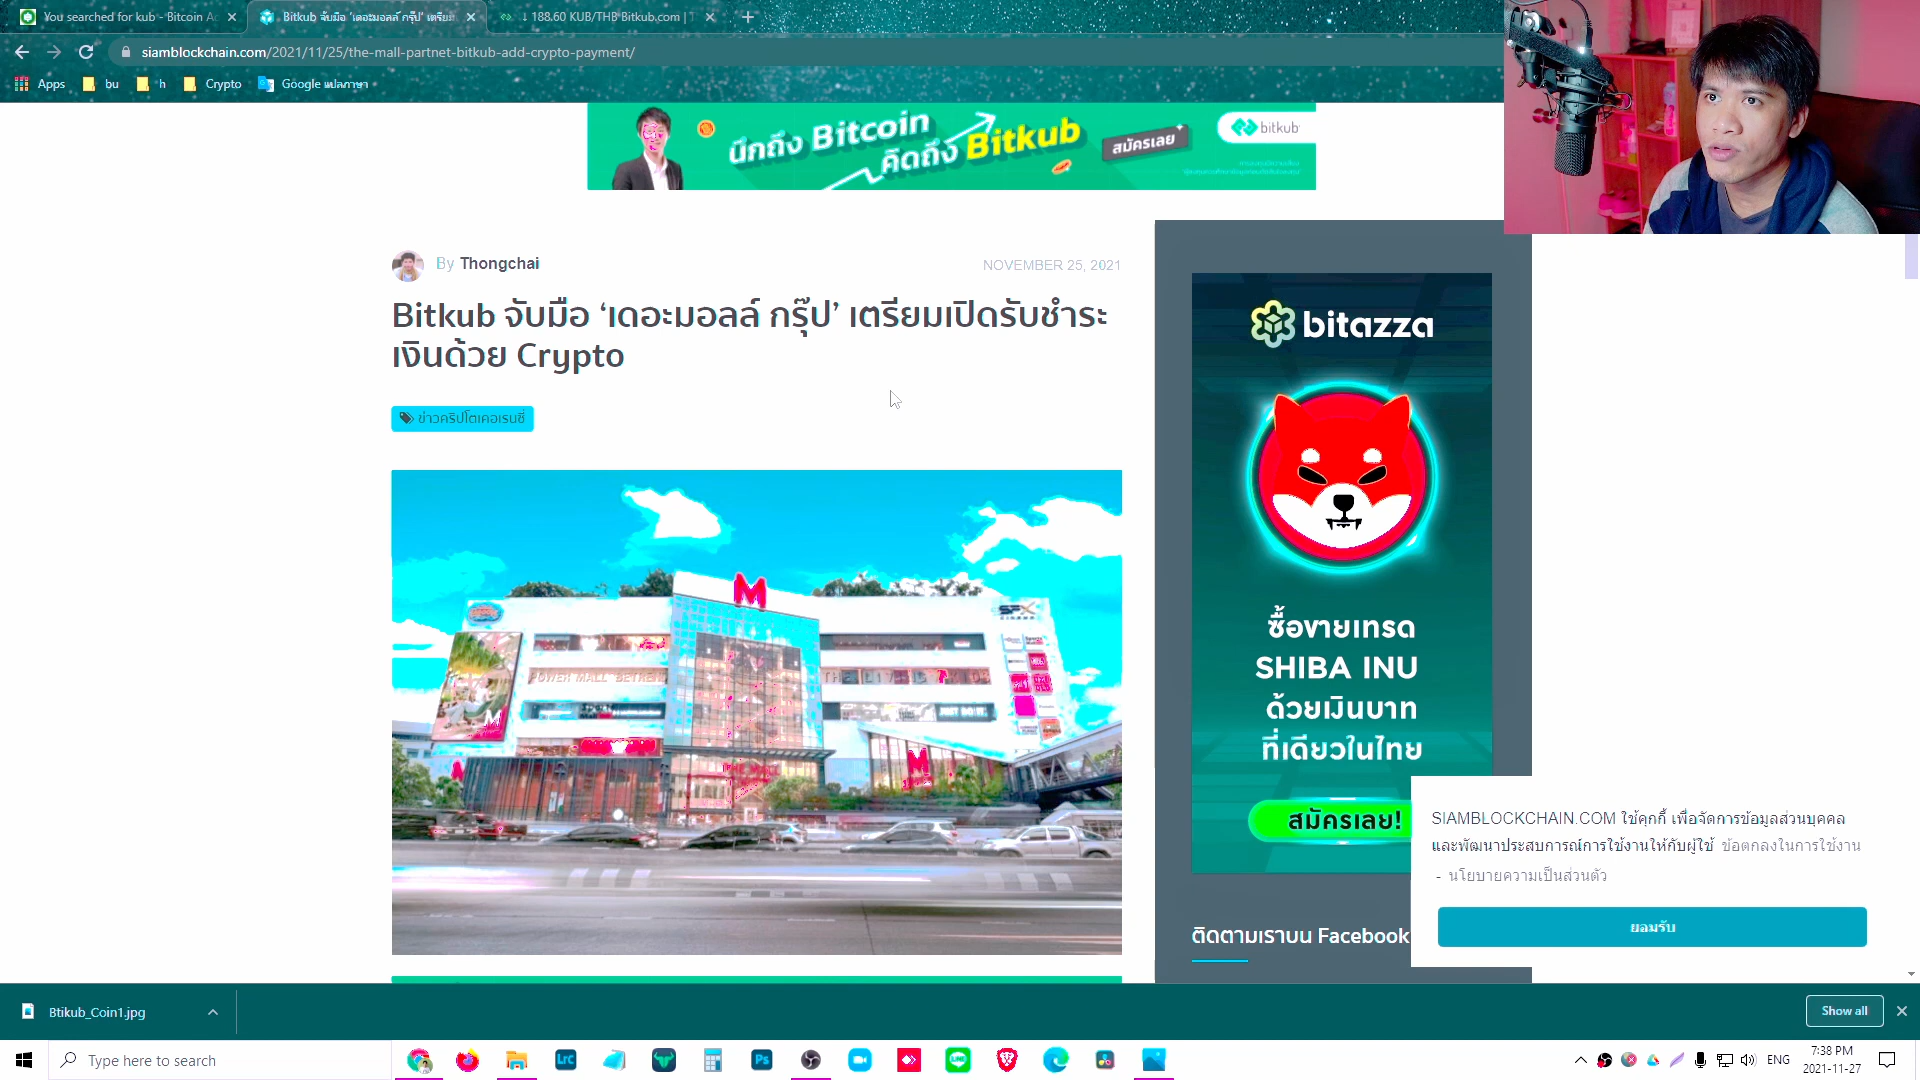 You searched for kub - Bitcoin A
Bitkub จับมือ 'เดอะมอลล์ กรุ๊ป' เตรีย
↓ 188.60 KUB/THB Bitkub.com | T
siamblockchain.com/2021/11/25/the-mall-partnet-bitkub-add-crypto-payment/
Apps
bu
h
Crypto
Google แปลภาษา
นึกถึง Bitcoin
คิดถึง Bitkub
สมัครเลย
bitkub
By Thongchai
NOVEMBER 25, 2021
Bitkub จับมือ ‘เดอะมอลล์ กรุ๊ป’ เตรียมเปิดรับชำระ
เงินด้วย Crypto
ข่าวคริปโตเคอเรนซี่
M
POWER MALL
JUST DO IT.
M
bitazza
ซื้อขายเทรด
SHIBA INU
ด้วยเงินบาท
ที่เดียวในไทย
สมัครเลย!
ติดตามเราบน Facebook
SIAMBLOCKCHAIN.COM ใช้คุกกี้ เพื่อจัดการข้อมูลส่วนบุคคล
และพัฒนาประสบการณ์การใช้งานให้กับผู้ใช้ ข้อตกลงในการใช้งาน
- นโยบายความเป็นส่วนตัว
ยอมรับ
Btikub_Coin1.jpg
Show all
Type here to search
Lrc
Ps
LINE
ENG
7:38 PM
2021-11-27